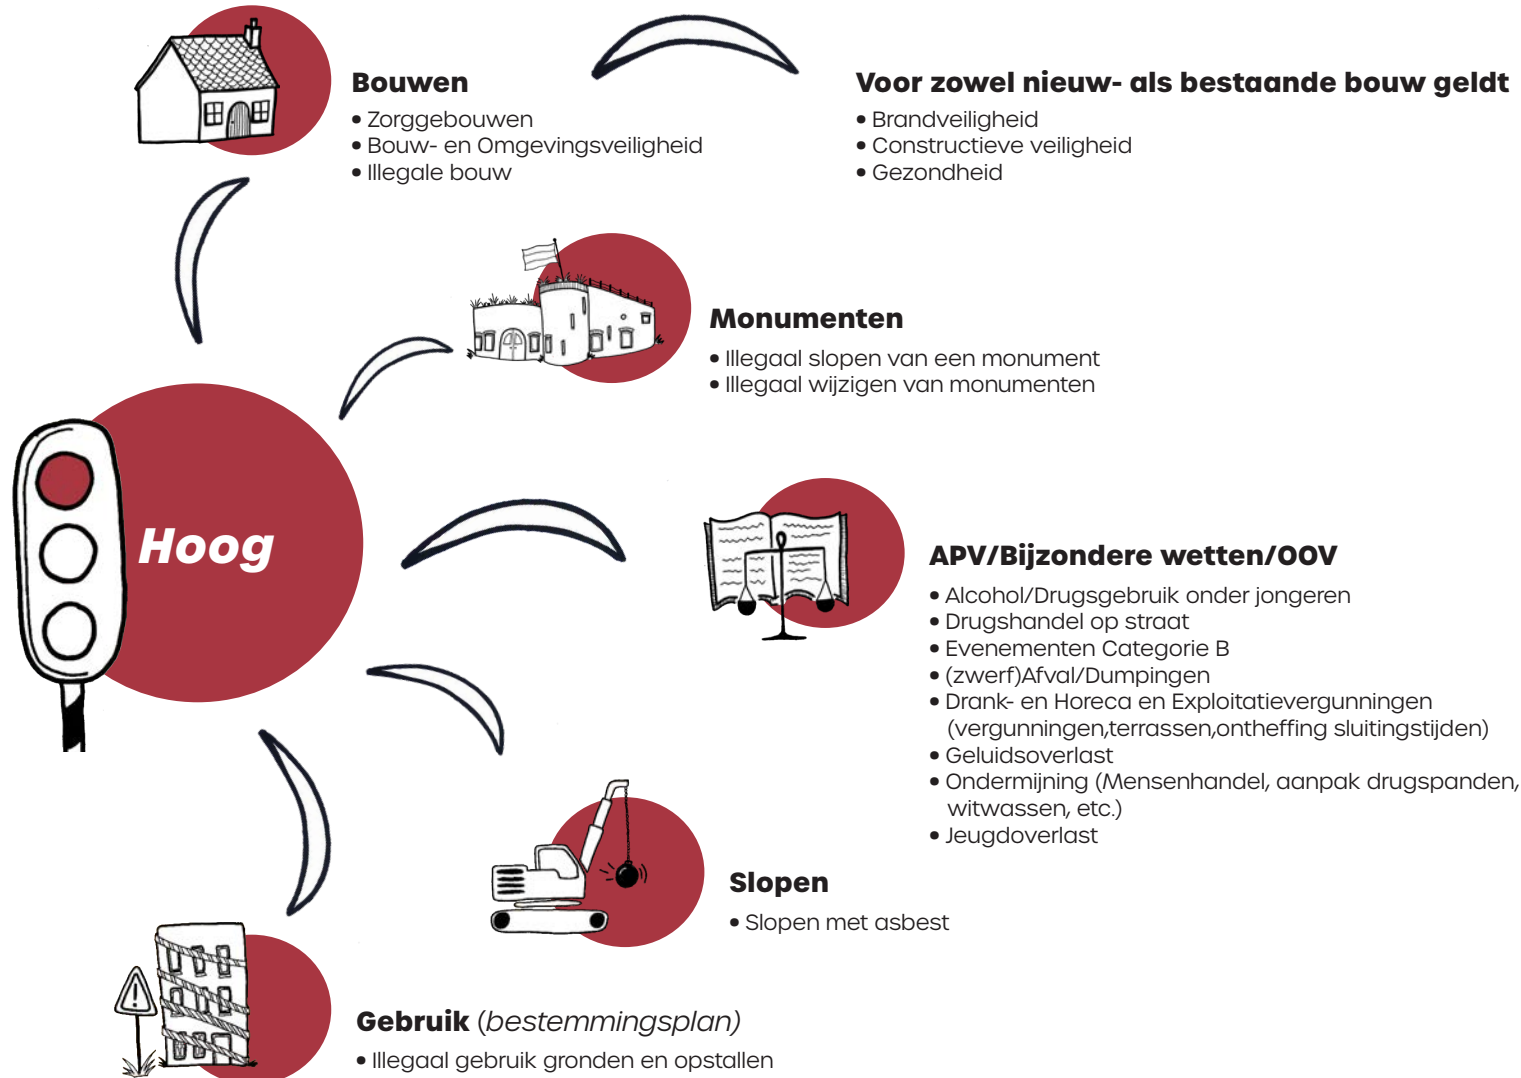 Bouwen
• Zorggebouwen
• Bouw- en Omgevingsveiligheid
• Illegale bouw
Voor zowel nieuw- als bestaande bouw geldt
• Brandveiligheid
• Constructieve veiligheid
• Gezondheid
Monumenten
• Illegaal slopen van een monument
• Illegaal wijzigen van monumenten
Hoog
APV/Bijzondere wetten/OOV
• Alcohol/Drugsgebruik onder jongeren
• Drugshandel op straat
• Evenementen Categorie B
• (zwerf)Afval/Dumpingen
• Drank- en Horeca en Exploitatievergunningen
(vergunningen,terrassen,ontheffing sluitingstijden)
• Geluidsoverlast
• Ondermijning (Mensenhandel, aanpak drugspanden,
witwassen, etc.)
• Jeugdoverlast
Slopen
• Slopen met asbest
Gebruik (bestemmingsplan)
• Illegaal gebruik gronden en opstallen